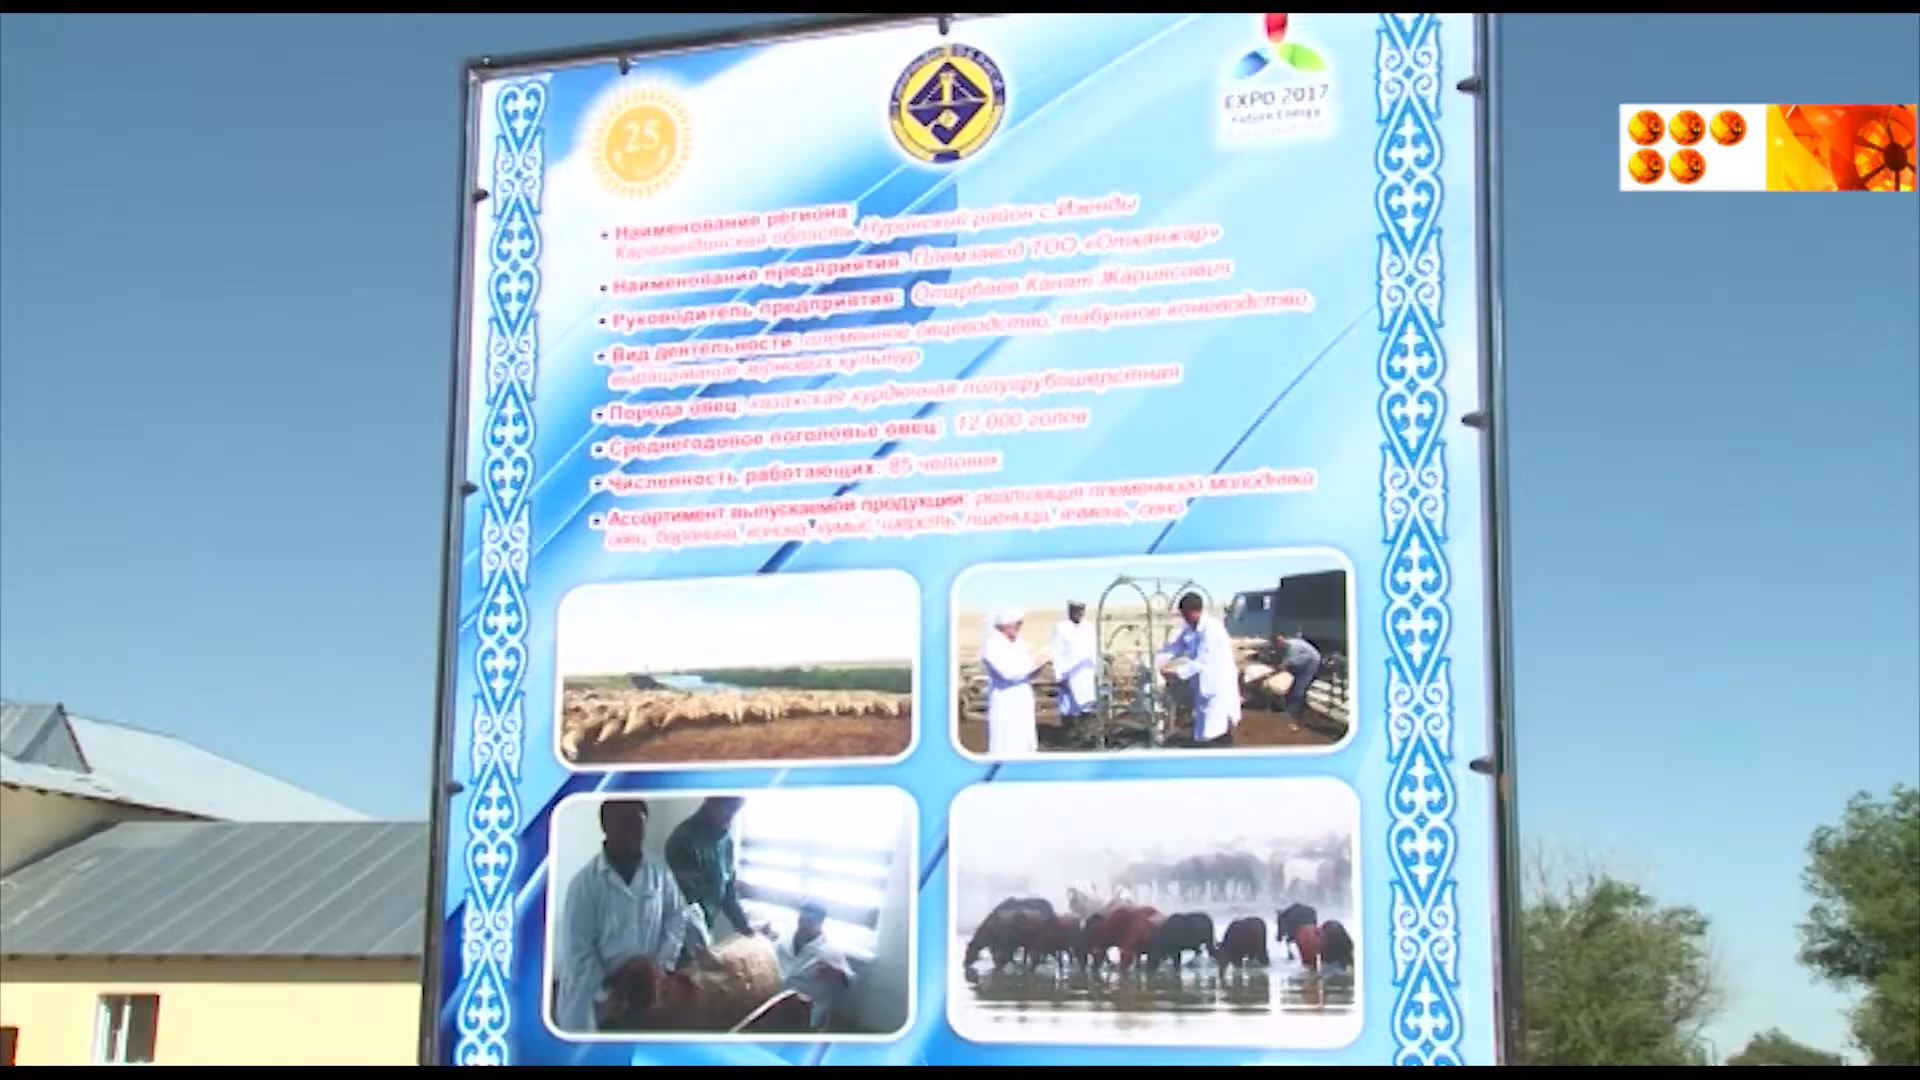 25
EXPO 2017
Future Energy
• Наименование региона:
Карагандинская область Нуринский район с.Изенды
• Наименование предприятия: Племзавод ТОО «Олжанжар»
• Руководитель предприятия: Отарбаев Канат Жариясович
• Вид деятельности: племенное овцеводство, табунное коневодство,
выращивание зерновых культур
• Порода овец: казахская курдючная полугрубошерстная
• Среднегодовое поголовье овец: 12 000 голов
• Численность работающих: 85 человек
• Ассортимент выпускаемой продукции: реализация племенного молодняка
овец, баранина, конина, кумыс, шерсть, пшеница, ячмень, сено